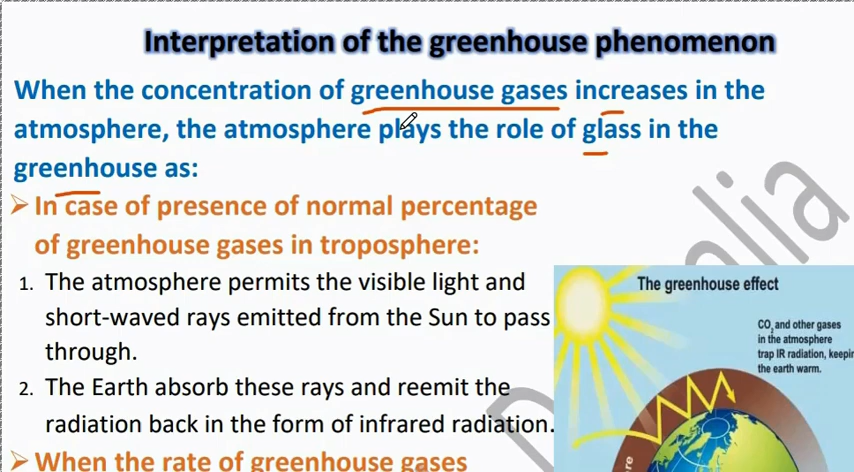 Interpretation of the greenhouse phenomenon
When the concentration of greenhouse gases increases in the
atmosphere, the atmosphere plays the role of glass in the
greenhouse as:
➢ In case of presence of normal percentage
of greenhouse gases in troposphere:
1. The atmosphere permits the visible light and
short-waved rays emitted from the Sun to pass
through.
2. The Earth absorb these rays and reemit the
radiation back in the form of infrared radiation.
➢ When the rate of greenhouse gases
The greenhouse effect
CO2 and other gases
in the atmosphere
trap IR radiation, keepin
the earth warm.